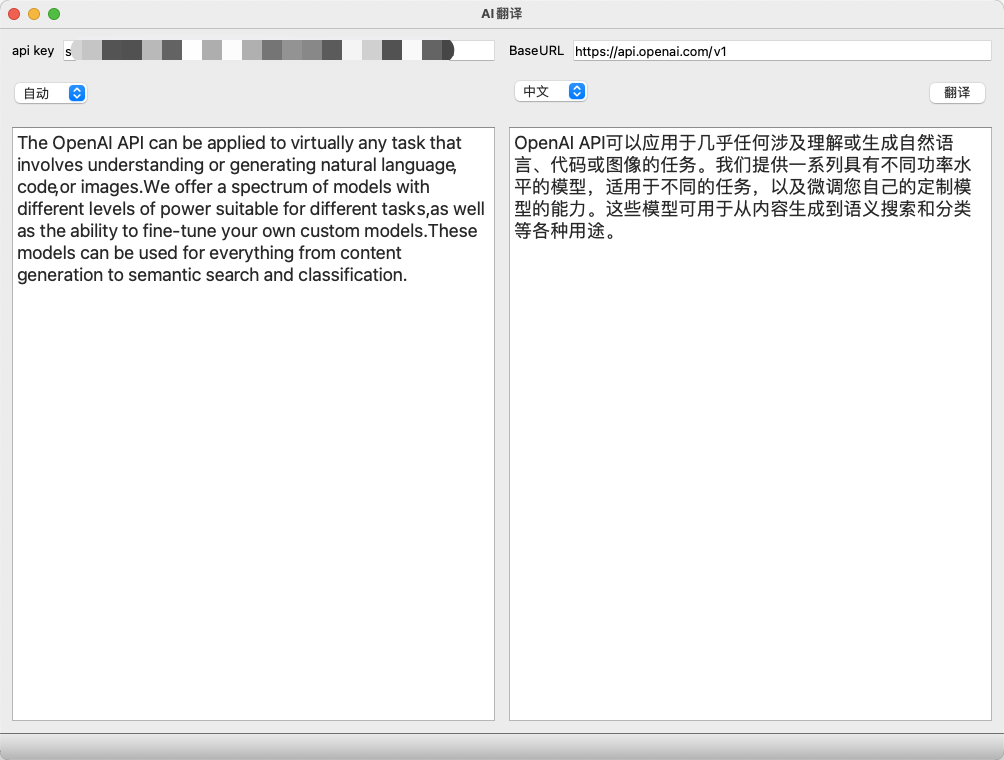 AI翻译
api key s
BaseURL https://api.openai.com/v1
自动
中文
翻译
The OpenAI API can be applied to virtually any task that
involves understanding or generating natural language,
code,or images.We offer a spectrum of models with
different levels of power suitable for different tasks,as well
as the ability to fine-tune your own custom models.These
models can be used for everything from content
generation to semantic search and classification.
OpenAI API可以应用于几乎任何涉及理解或生成自然语
言、代码或图像的任务。我们提供一系列具有不同功率水
平的模型，适用于不同的任务，以及微调您自己的定制模
型的能力。这些模型可用于从内容生成到语义搜索和分类
等各种用途。